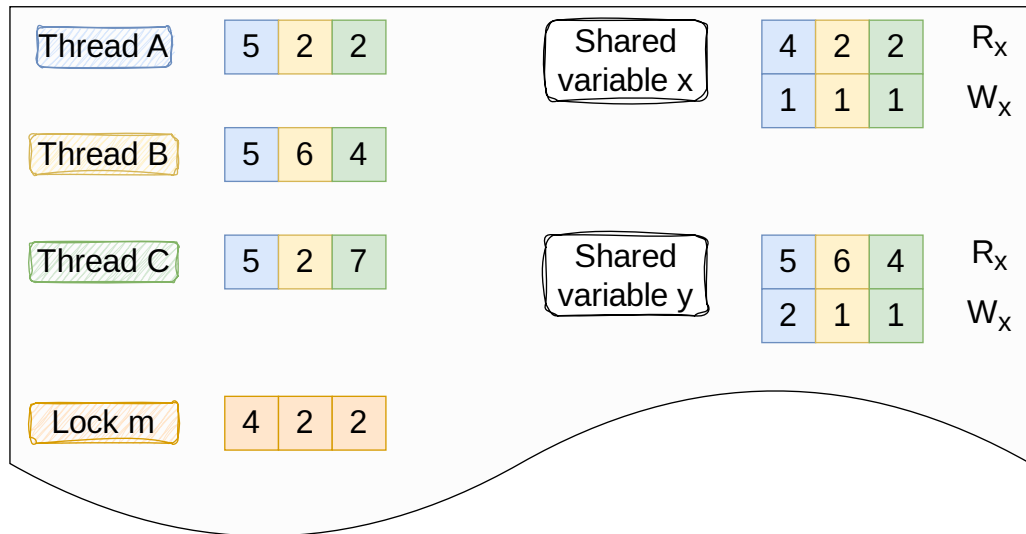 Thread A
5 2 2
Shared
variable x
4 2 2
Rx
1 1 1
Wx
Thread B
5 6 4
Thread C
5 2 7
Shared
variable y
5 6 4
Rx
2 1 1
Wx
Lock m
4 2 2